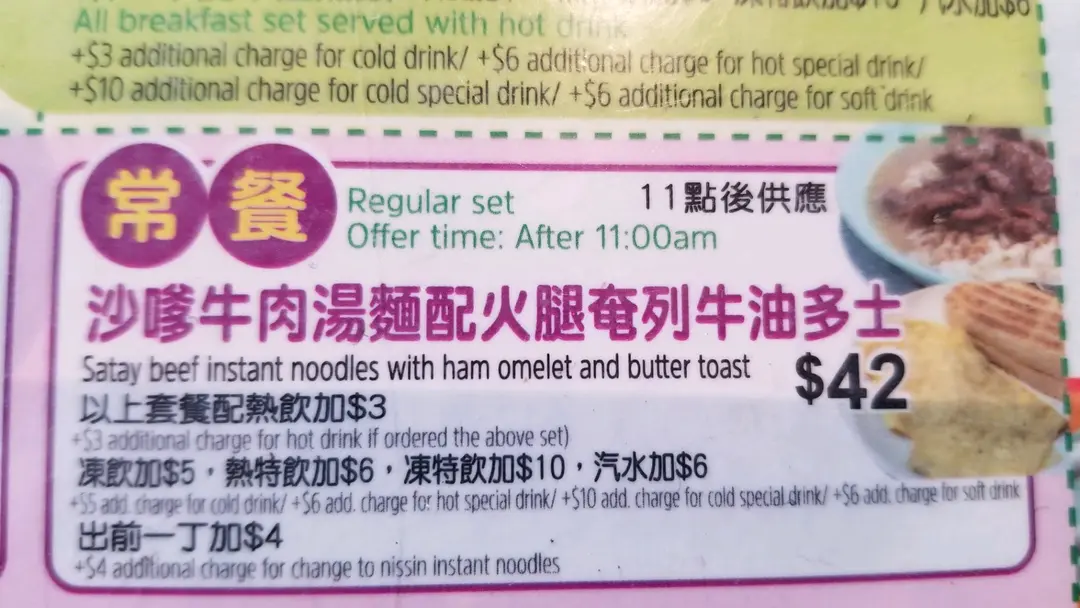 All breakfast set served with hot drink
+$3 additional charge for cold drink/ +$6 additional charge for hot special drink/
+$10 additional charge for cold special drink/ +$6 additional charge for soft drink
常餐
Regular set
11點後供應
Offer time: After 11:00am
沙嗲牛肉湯麵配火腿奄列牛油多士
Satay beef instant noodles with ham omelet and butter toast
$42
以上套餐配熱飲加$3
+$3 additional charge for hot drink if ordered the above set)
凍飲加$5，熱特飲加$6，凍特飲加$10，汽水加$6
+$5 add. charge for cold drink/ +$6 add. charge for hot special drink/ +$10 add. charge for cold special drink/ +$6 add. charge for soft drink
出前一丁加$4
+$4 additional charge for change to nissin instant noodles